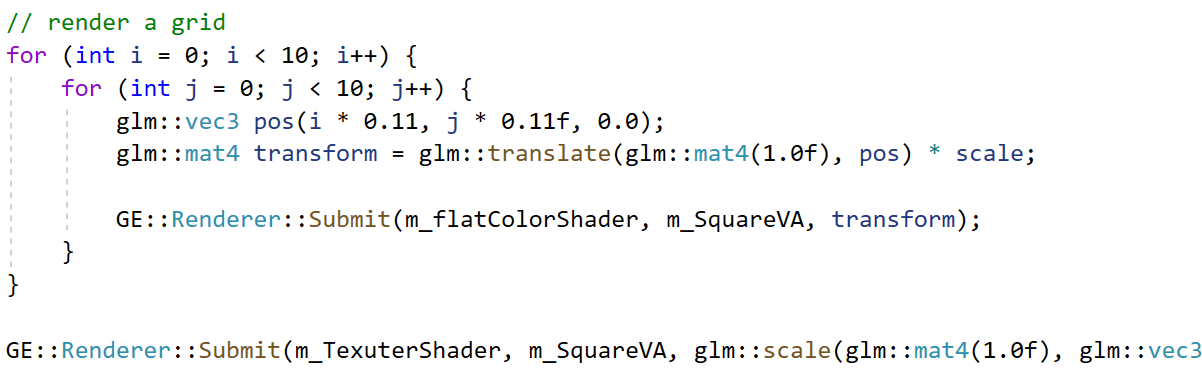 // render a grid
for (int i = 0; i < 10; i++) {
    for (int j = 0; j < 10; j++) {
        glm::vec3 pos(i * 0.11, j * 0.11f, 0.0);
        glm::mat4 transform = glm::translate(glm::mat4(1.0f), pos) * scale;
        GE::Renderer::Submit(m_flatColorShader, m_SquareVA, transform);
    }
}
GE::Renderer::Submit(m_TexuterShader, m_SquareVA, glm::scale(glm::mat4(1.0f), glm::vec3